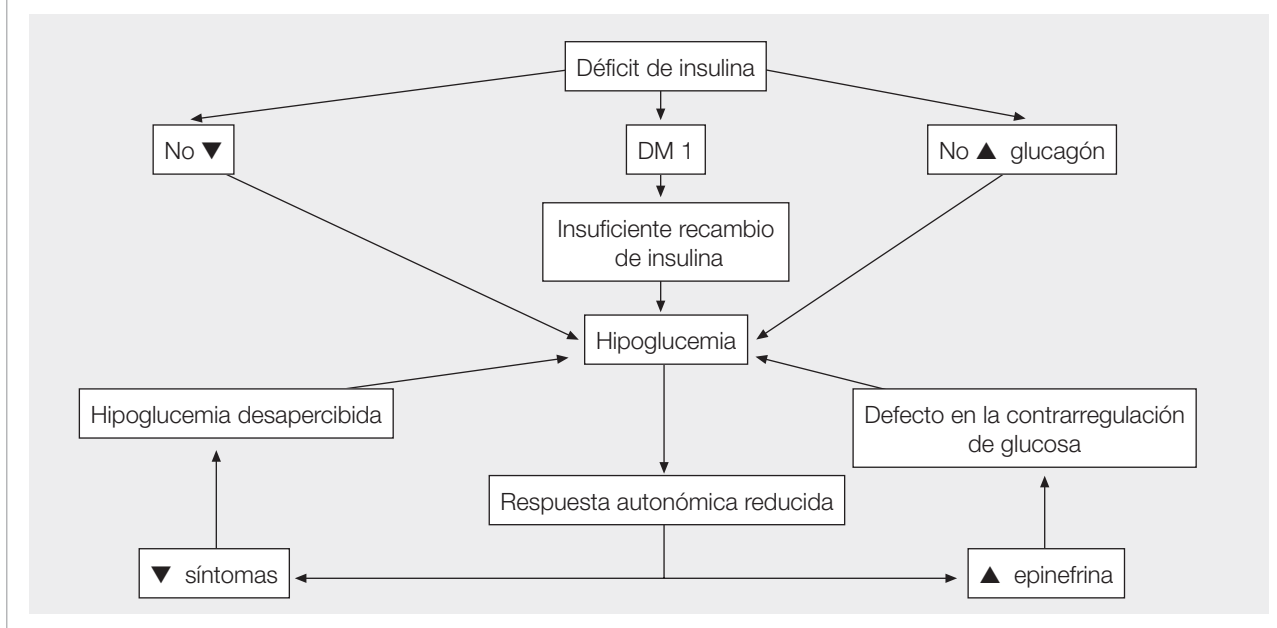 Déficit de insulina
No ▼
DM 1
No ▲ glucagón
Insuficiente recambio
de insulina
Hipoglucemia
Hipoglucemia desapercibida
Defecto en la contrarregulación
de glucosa
Respuesta autonómica reducida
▼ síntomas
▲ epinefrina